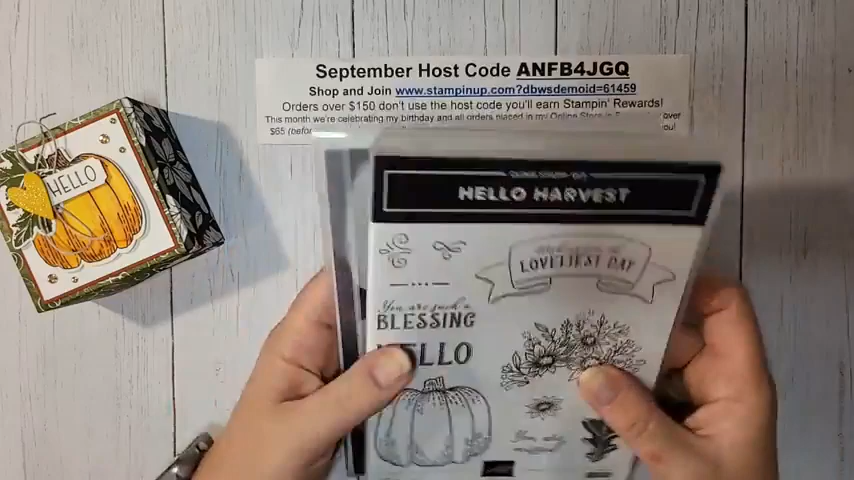 September Host Code ANFB4JGQ
Shop and Join www.stampinup.com?dbwsdemoid=61459
Orders over $150 don't use the host code you'll earn Stampin' Rewards!
This month we're celebrating my birthday and all orders placed in my Online Store over
$65
HELLO HARVEST
LOVELIEST DAY
You are such a
BLESSING
HELLO
HELLO